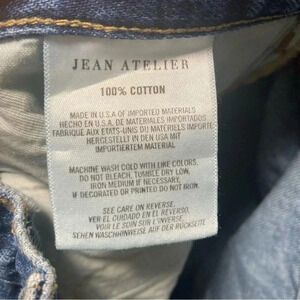 JEAN ATELIER
100% COTTON
MADE IN U.S.A OF IMPORTED MATERIALS
HECHO EN U.S.A. DE MATERIALES IMPORTADOS
FABRIQUE AUX ETATS-UNIS DU MATERIELS IMPORTE
HERGESTELLT IN DEN USA MIT
IMPORTIERTEM MATERIAL
MACHINE WASH COLD WITH LIKE COLORS,
DO NOT BLEACH, TUMBLE DRY LOW,
IRON MEDIUM IF NECESSARY,
IF DECORATED OR PRINTED DO NOT IRON.
SEE CARE ON REVERSE.
VER EL CUIDADO EN EL REVERSO.
VOIR LE SOIN SUR L'INVERSE.
SEHEN WASCHHINWEISE AUF DER RÜCKSEITE